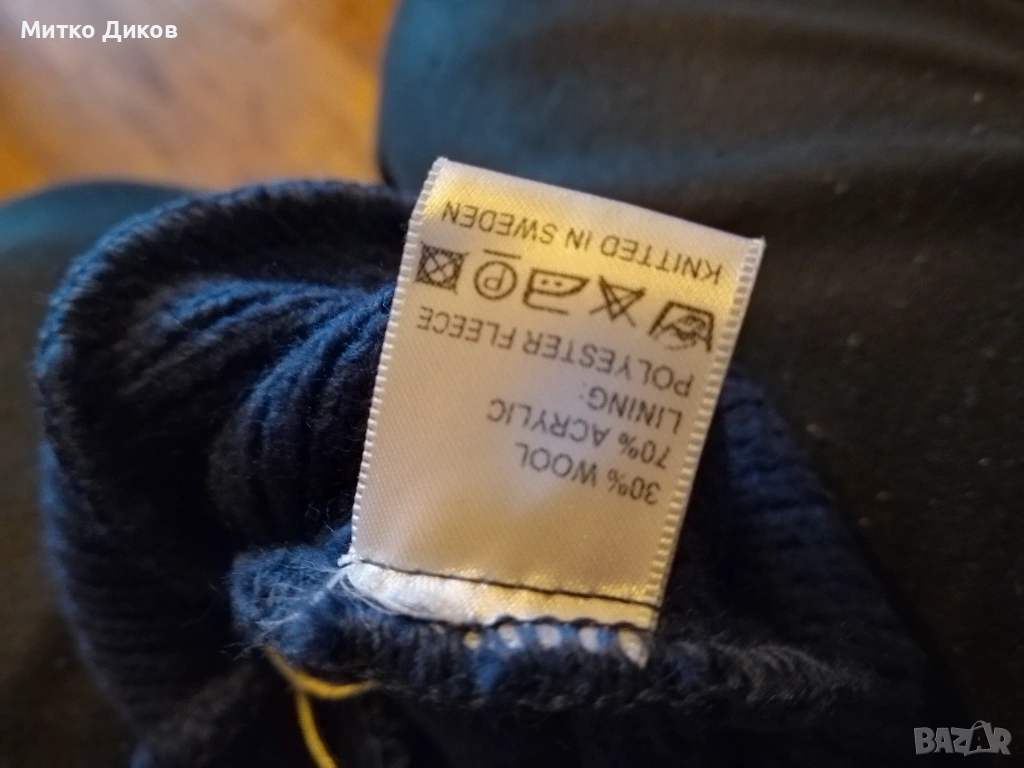 Митко Диков
30% WOOL
70% ACRYLIC
LINING:
POLYESTER FLEECE
P
KNITTED IN SWEDEN
BAZAR